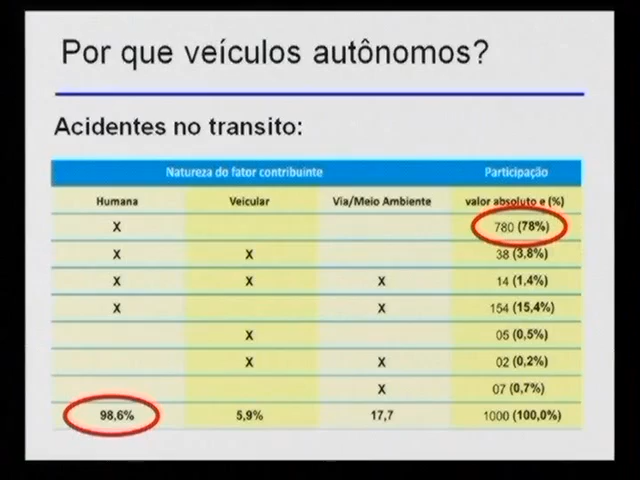 Por que veículos autônomos?
Acidentes no transito:
Natureza do fator contribuinte Participação
Humana Veicular Via/Meio Ambiente valor absoluto e (%)
X 780 (78%)
X X 38 (3,8%)
X X X 14 (1,4%)
X X 154 (15,4%)
X 05 (0,5%)
X X 02 (0,2%)
X 07 (0,7%)
98,6% 5,9% 17,7 1000 (100,0%)